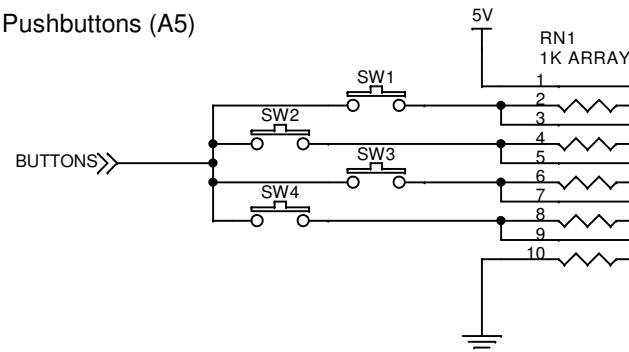 Pushbuttons (A5)
5V
RN1
1K ARRAY
SW1
SW2
SW3
SW4
BUTTONS
1
2
3
4
5
6
7
8
9
10